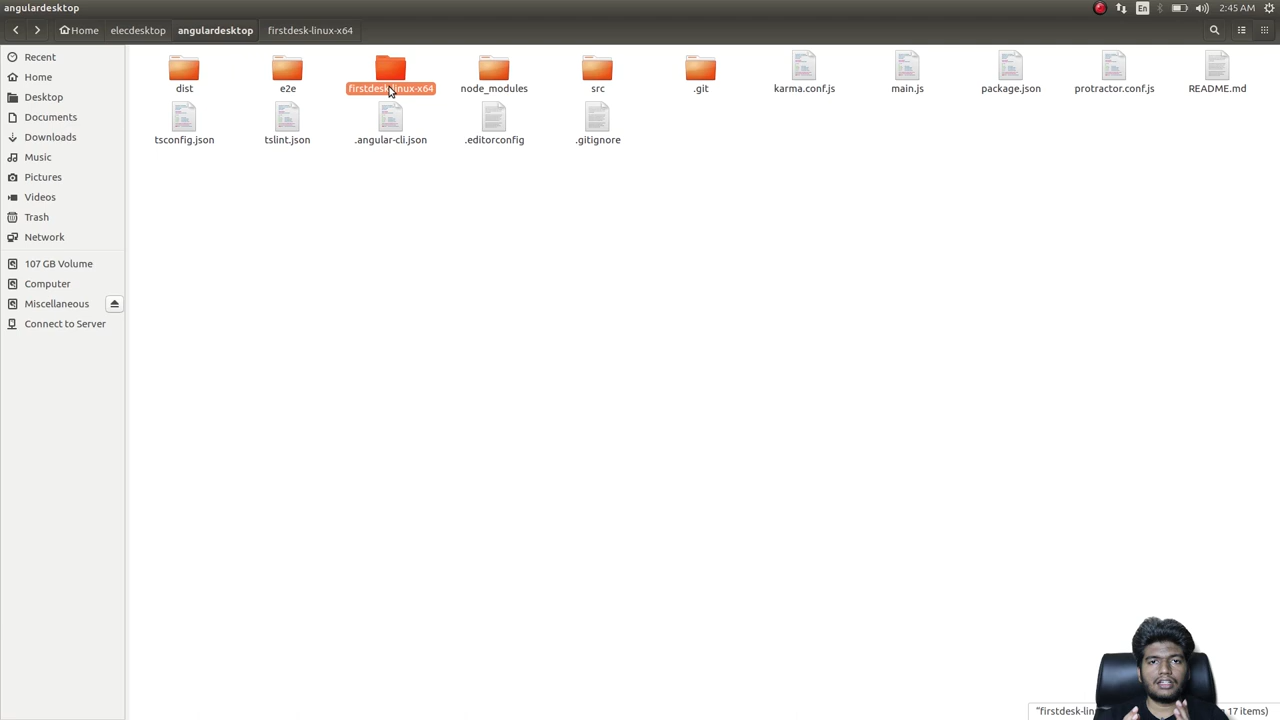 angulardesktop
En
2:45 AM
Home
elecdesktop
angulardesktop
firstdesk-linux-x64
Recent
Home
Desktop
Documents
Downloads
Music
Pictures
Videos
Trash
Network
107 GB Volume
Computer
Miscellaneous
Connect to Server
dist
e2e
firstdesk-linux-x64
node_modules
src
.git
karma.conf.js
main.js
package.json
protractor.conf.js
README.md
tsconfig.json
tslint.json
.angular-cli.json
.editorconfig
.gitignore
"firstdesk-lin
17 items)